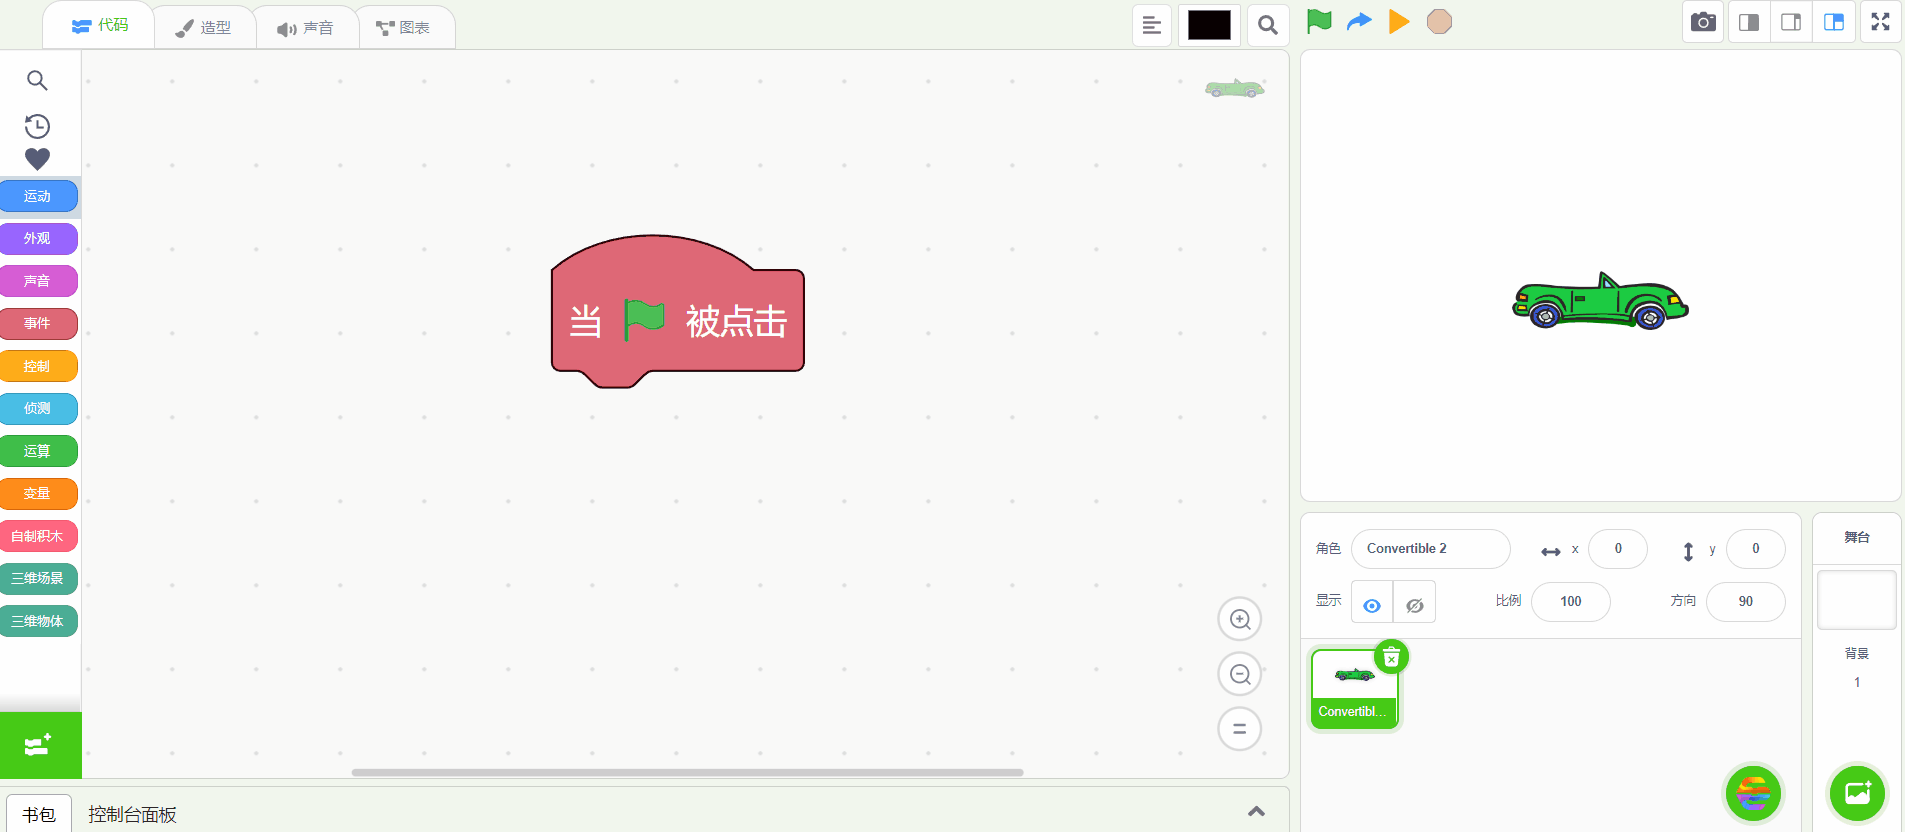 代码
造型
声音
图表
运动
外观
声音
事件
控制
侦测
运算
变量
自制积木
三维场景
三维物体
当 被点击
角色 Convertible 2 x 0 y 0
显示 比例 100 方向 90
Convertibl...
舞台
背景
1
书包 控制台面板